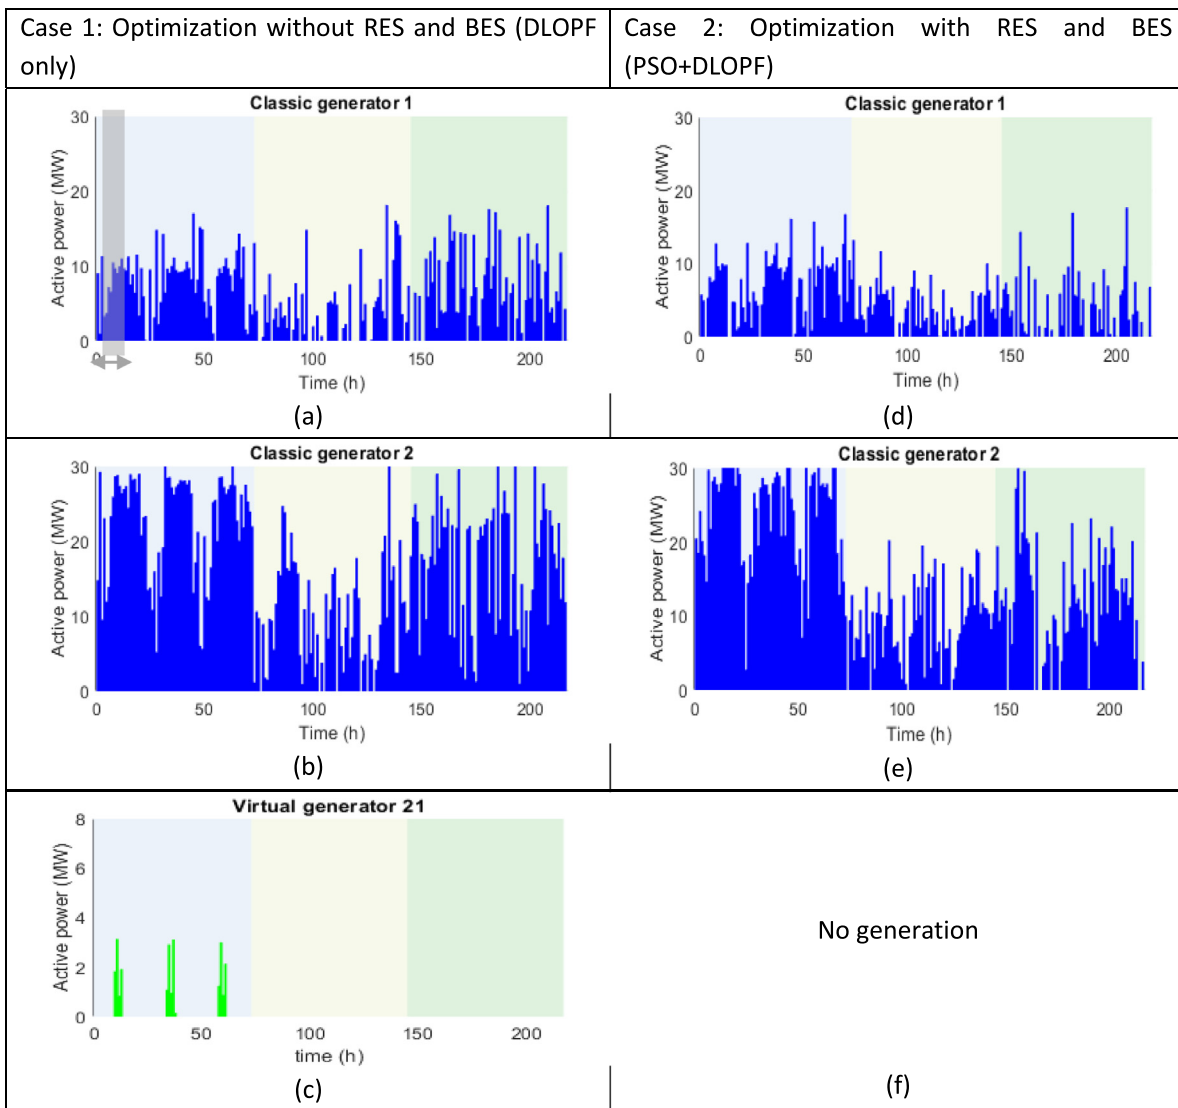 Case 1: Optimization without RES and BES (DLOPF
only)
Case 2: Optimization with RES and BES
(PSO+DLOPF)
Classic generator 1
Active power (MW)
30
20
10
0
0 50 100 150 200
Time (h)
(a)
Classic generator 1
Active power (MW)
30
20
10
0
0 50 100 150 200
Time (h)
(d)
Classic generator 2
Active power (MW)
30
20
10
0
0 50 100 150 200
Time (h)
(b)
Classic generator 2
Active power (MW)
30
20
10
0
0 50 100 150 200
Time (h)
(e)
Virtual generator 21
Active power (MW)
8
6
4
2
0
0 50 100 150 200
time (h)
(c)
No generation
(f)